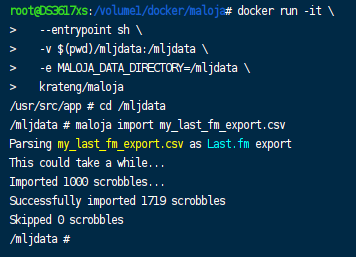 root@DS3617xs:/volume1/docker/maloja# docker run -it \
>   --entrypoint sh \
>   -v $(pwd)/mljdata:/mljdata \
>   -e MALOJA_DATA_DIRECTORY=/mljdata \
>   krateng/maloja
/usr/src/app # cd /mljdata
/mljdata # maloja import my_last_fm_export.csv
Parsing my_last_fm_export.csv as Last.fm export
This could take a while...
Imported 1000 scrobbles...
Successfully imported 1719 scrobbles
Skipped 0 scrobbles
/mljdata #